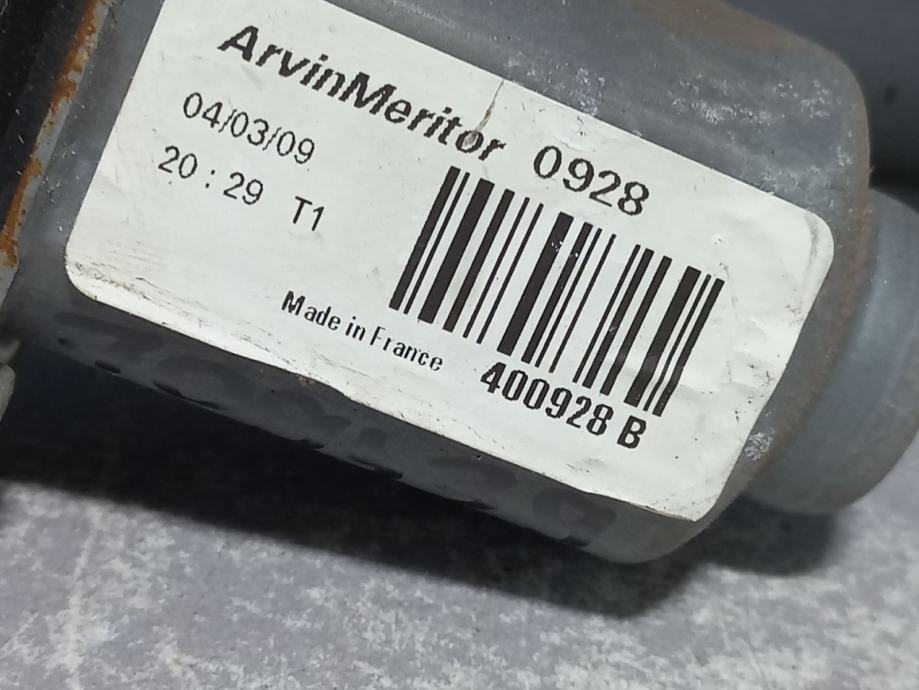 ArvinMeritor 0928
04/03/09
20 : 29 T1
Made in France
400928 B